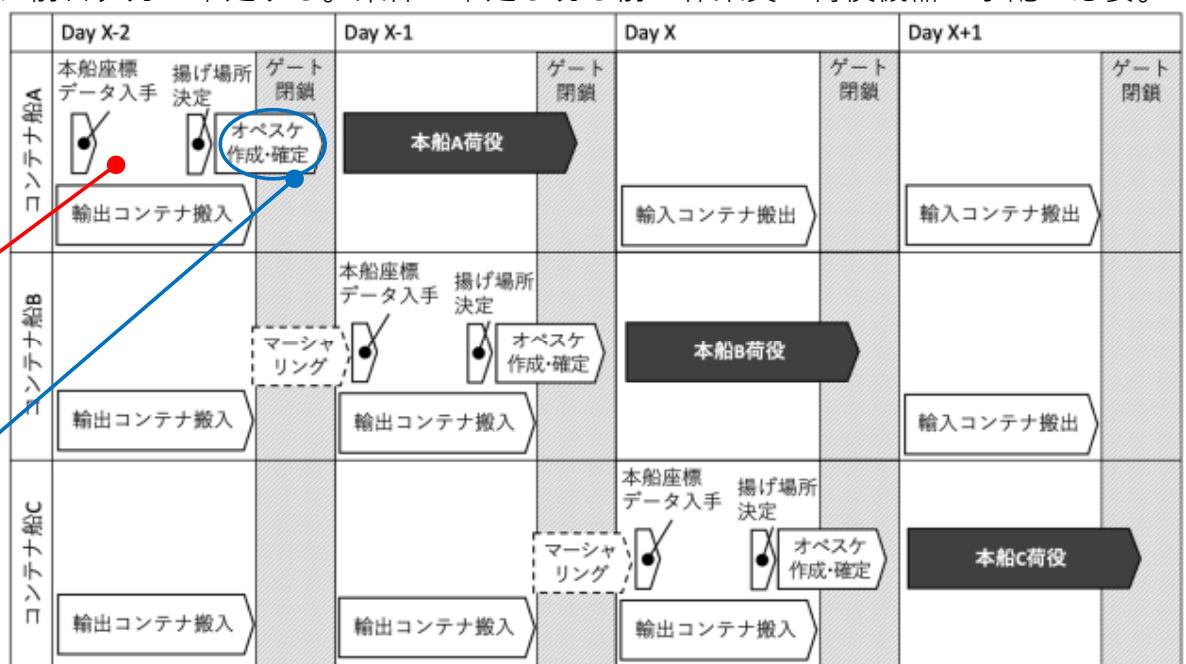 Day X-2
Day X-1
Day X
Day X+1
コンテナ船A
本船座標
データ入手
揚げ場所
決定
ゲート
閉鎖
オペスケ
作成・確定
輸出コンテナ搬入
ゲート
閉鎖
本船A荷役
ゲート
閉鎖
輸入コンテナ搬出
ゲート
閉鎖
輸入コンテナ搬出
コンテナ船B
マーシャ
リング
輸出コンテナ搬入
本船座標
データ入手
揚げ場所
決定
オペスケ
作成・確定
輸出コンテナ搬入
本船B荷役
輸入コンテナ搬出
コンテナ船C
輸出コンテナ搬入
マーシャ
リング
輸出コンテナ搬入
本船座標
データ入手
揚げ場所
決定
オペスケ
作成・確定
輸出コンテナ搬入
本船C荷役